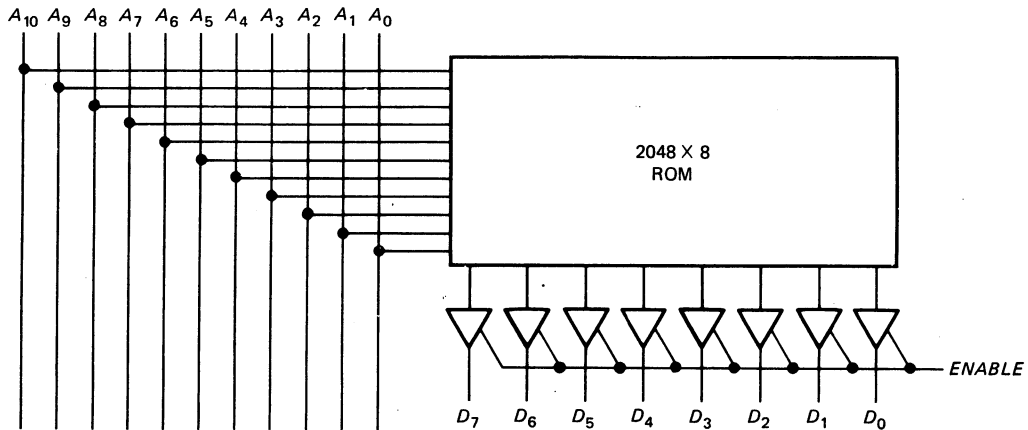 A10 A9 A8 A7 A6 A5 A4 A3 A2 A1 A0
2048 X 8
ROM
ENABLE
D7 D6 D5 D4 D3 D2 D1 D0